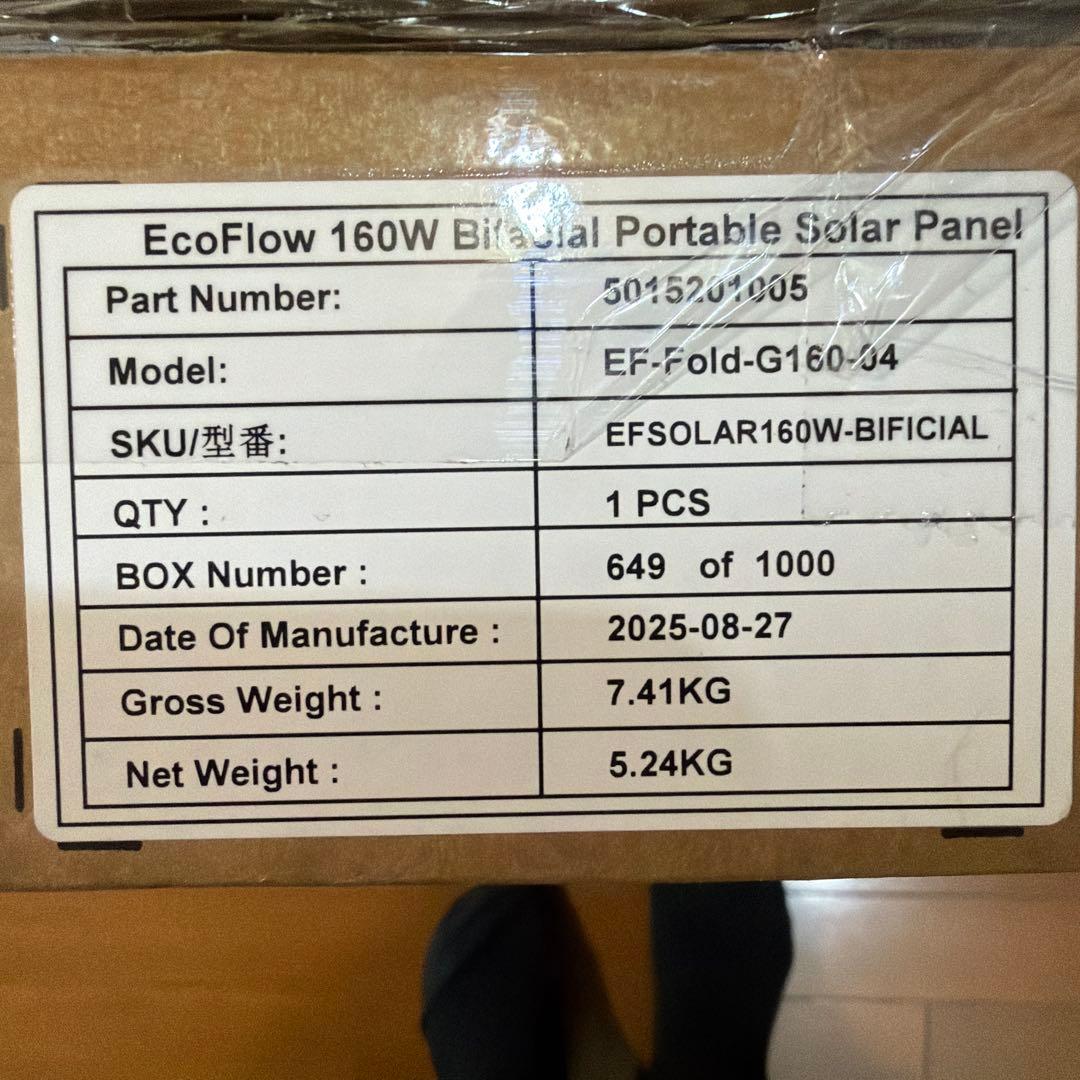 EcoFlow 160W Bifacial Portable Solar Panel
Part Number: 5015201005
Model: EF-Fold-G160-04
SKU/型番: EFSOLAR160W-BIFICIAL
QTY : 1 PCS
BOX Number : 649 of 1000
Date Of Manufacture : 2025-08-27
Gross Weight : 7.41KG
Net Weight : 5.24KG